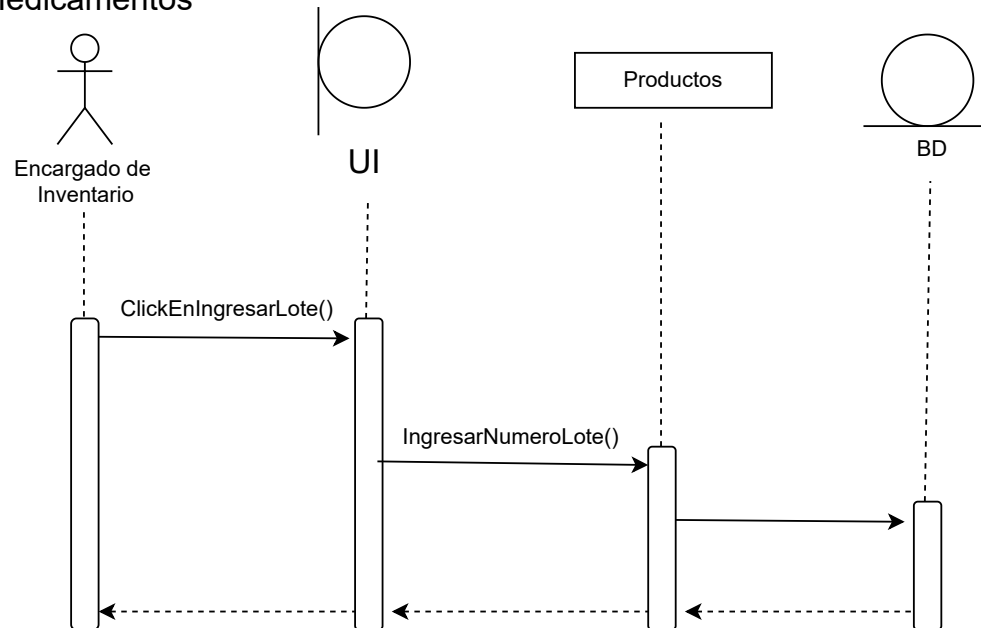 Productos
UI
BD
Encargado de
Inventario
ClickEnIngresarLote()
IngresarNumeroLote()